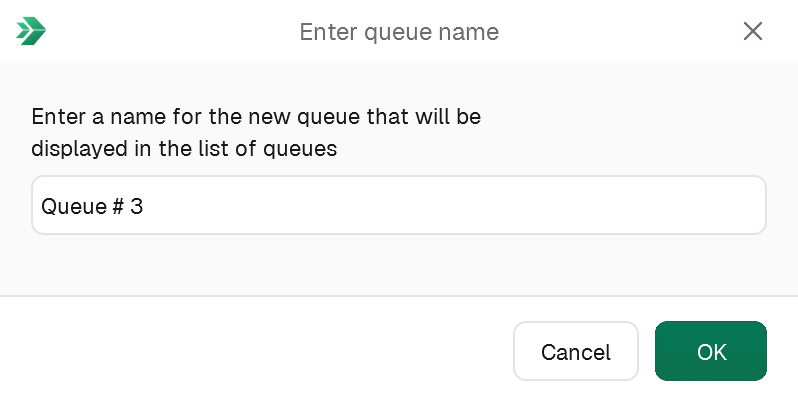 Enter queue name
Enter a name for the new queue that will be
displayed in the list of queues
Queue # 3
Cancel
OK